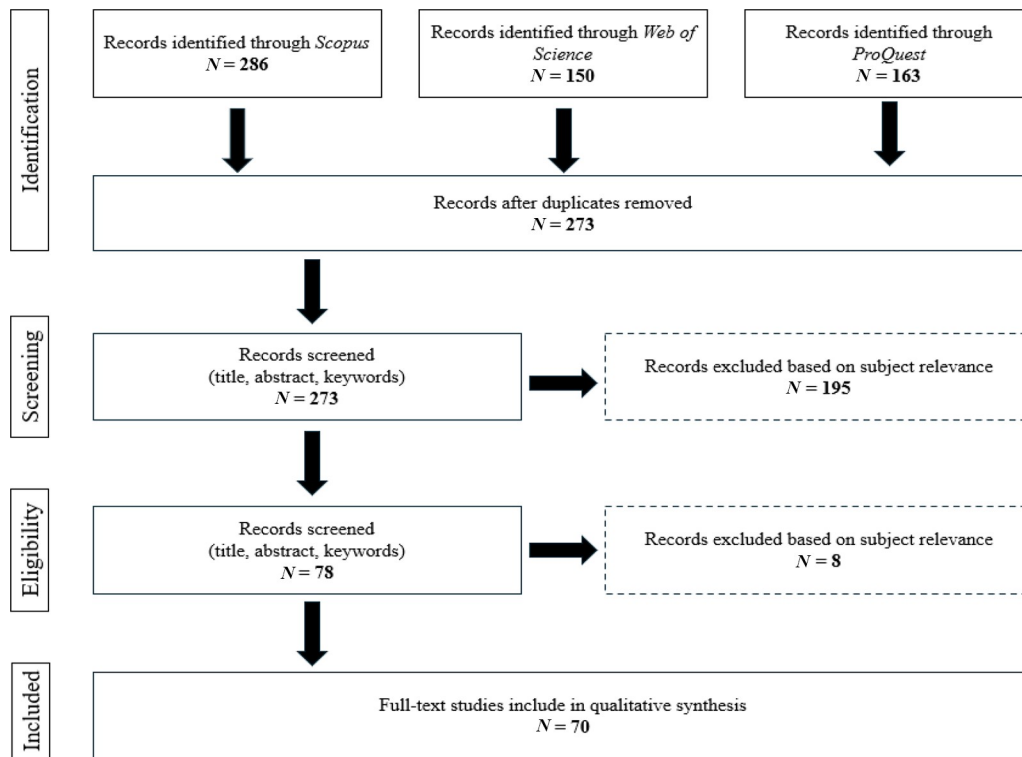 Identification
Records identified through Scopus
N = 286
Records identified through Web of
Science
N = 150
Records identified through
ProQuest
N = 163
Records after duplicates removed
N = 273
Screening
Records screened
(title, abstract, keywords)
N = 273
Records excluded based on subject relevance
N = 195
Eligibility
Records screened
(title, abstract, keywords)
N = 78
Records excluded based on subject relevance
N = 8
Included
Full-text studies include in qualitative synthesis
N = 70